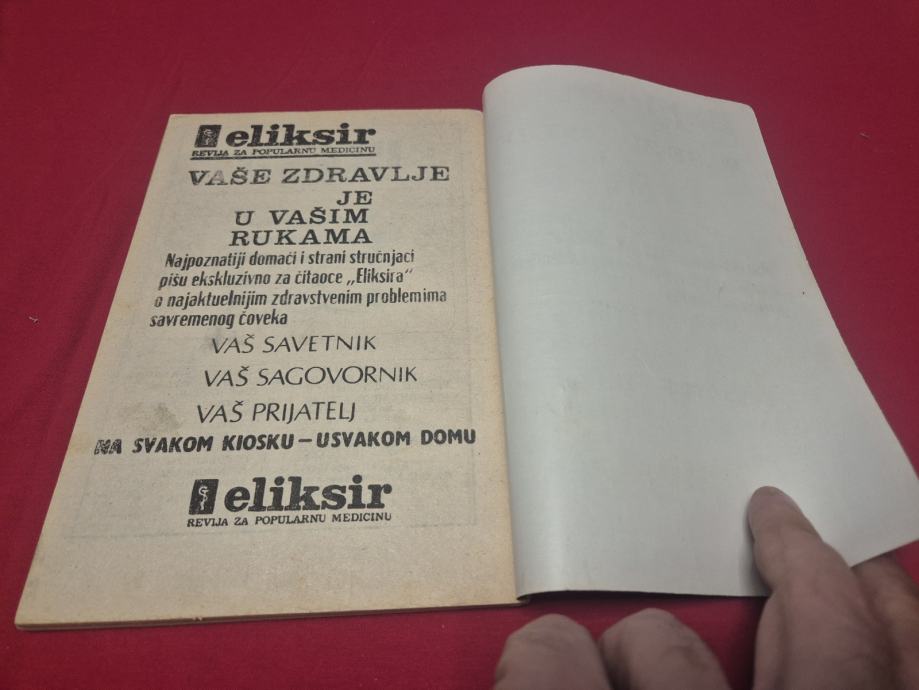 eliksir
REVIJA ZA POPULARNU MEDICINU
VAŠE ZDRAVLJE
JE
U VAŠIM
RUKAMA
Najpoznatiji domaći i strani stručnjaci
pišu ekskluzivno za čitaoce „Eliksira“
o najaktuelnijim zdravstvenim problemima
savremenog čoveka
VAŠ SAVETNIK
VAŠ SAGOVORNIK
VAŠ PRIJATELJ
NA SVAKOM KIOSKU – USVAKOM DOMU
eliksir
REVIJA ZA POPULARNU MEDICINU